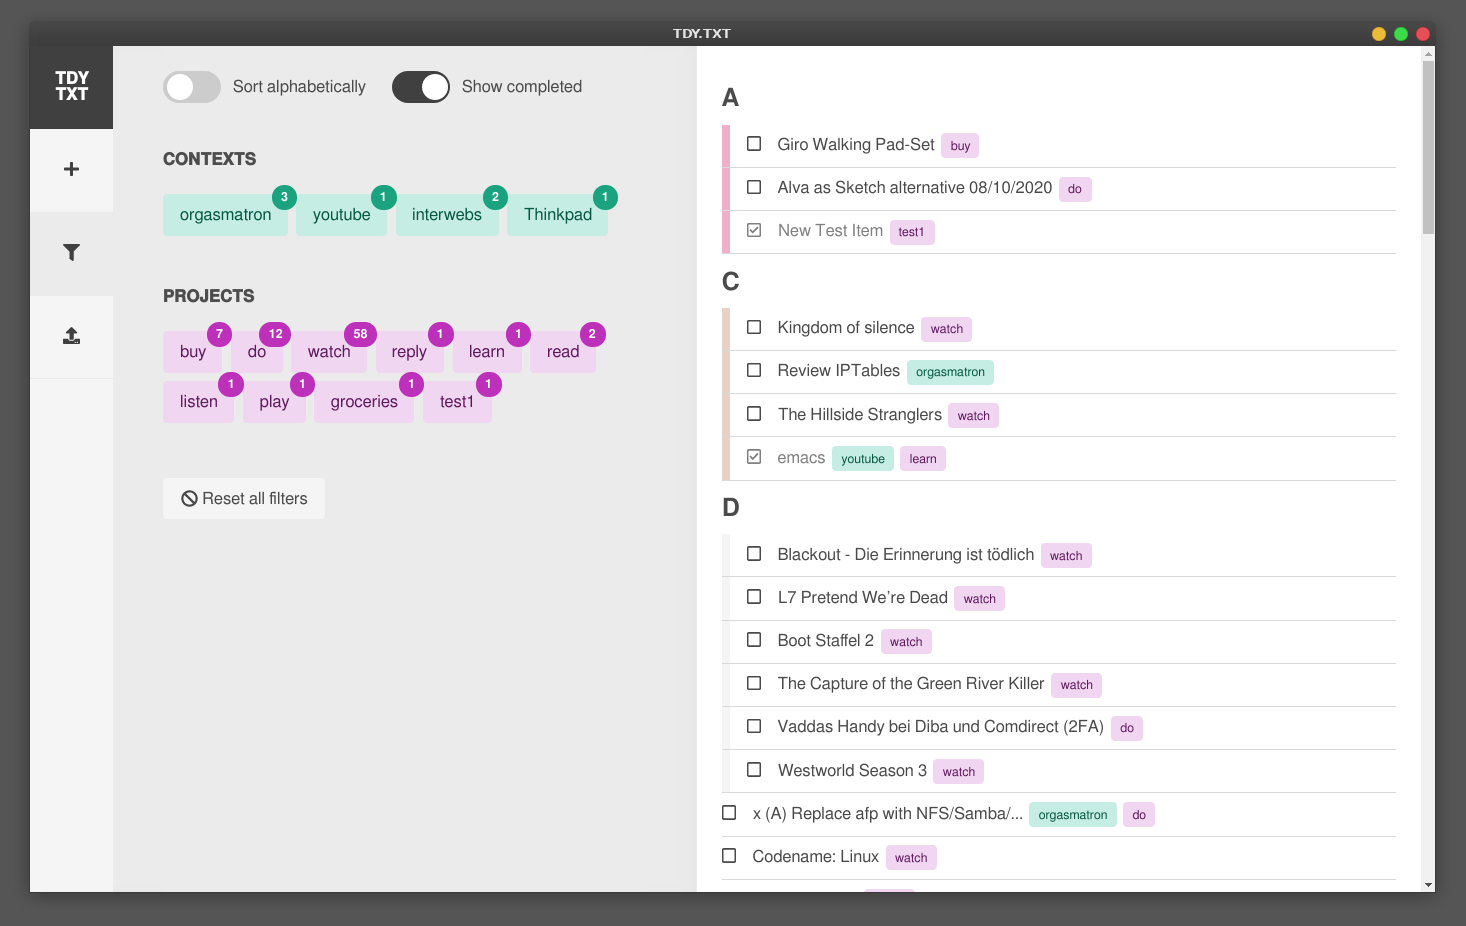 TDY.TXT
TDY
TXT
Sort alphabetically
Show completed
CONTEXTS
orgasmatron 3
youtube 1
interwebs 2
Thinkpad 1
PROJECTS
buy 7
do 12
watch 58
reply 1
learn 1
read 2
listen 1
play 1
groceries 1
test1 1
Reset all filters
A
Giro Walking Pad-Set buy
Alva as Sketch alternative 08/10/2020 do
New Test Item test1
C
Kingdom of silence watch
Review IPTables orgasmatron
The Hillside Stranglers watch
emacs youtube learn
D
Blackout - Die Erinnerung ist tödlich watch
L7 Pretend We’re Dead watch
Boot Staffel 2 watch
The Capture of the Green River Killer watch
Vaddas Handy bei Diba und Comdirect (2FA) do
Westworld Season 3 watch
x (A) Replace afp with NFS/Samba/... orgasmatron do
Codename: Linux watch